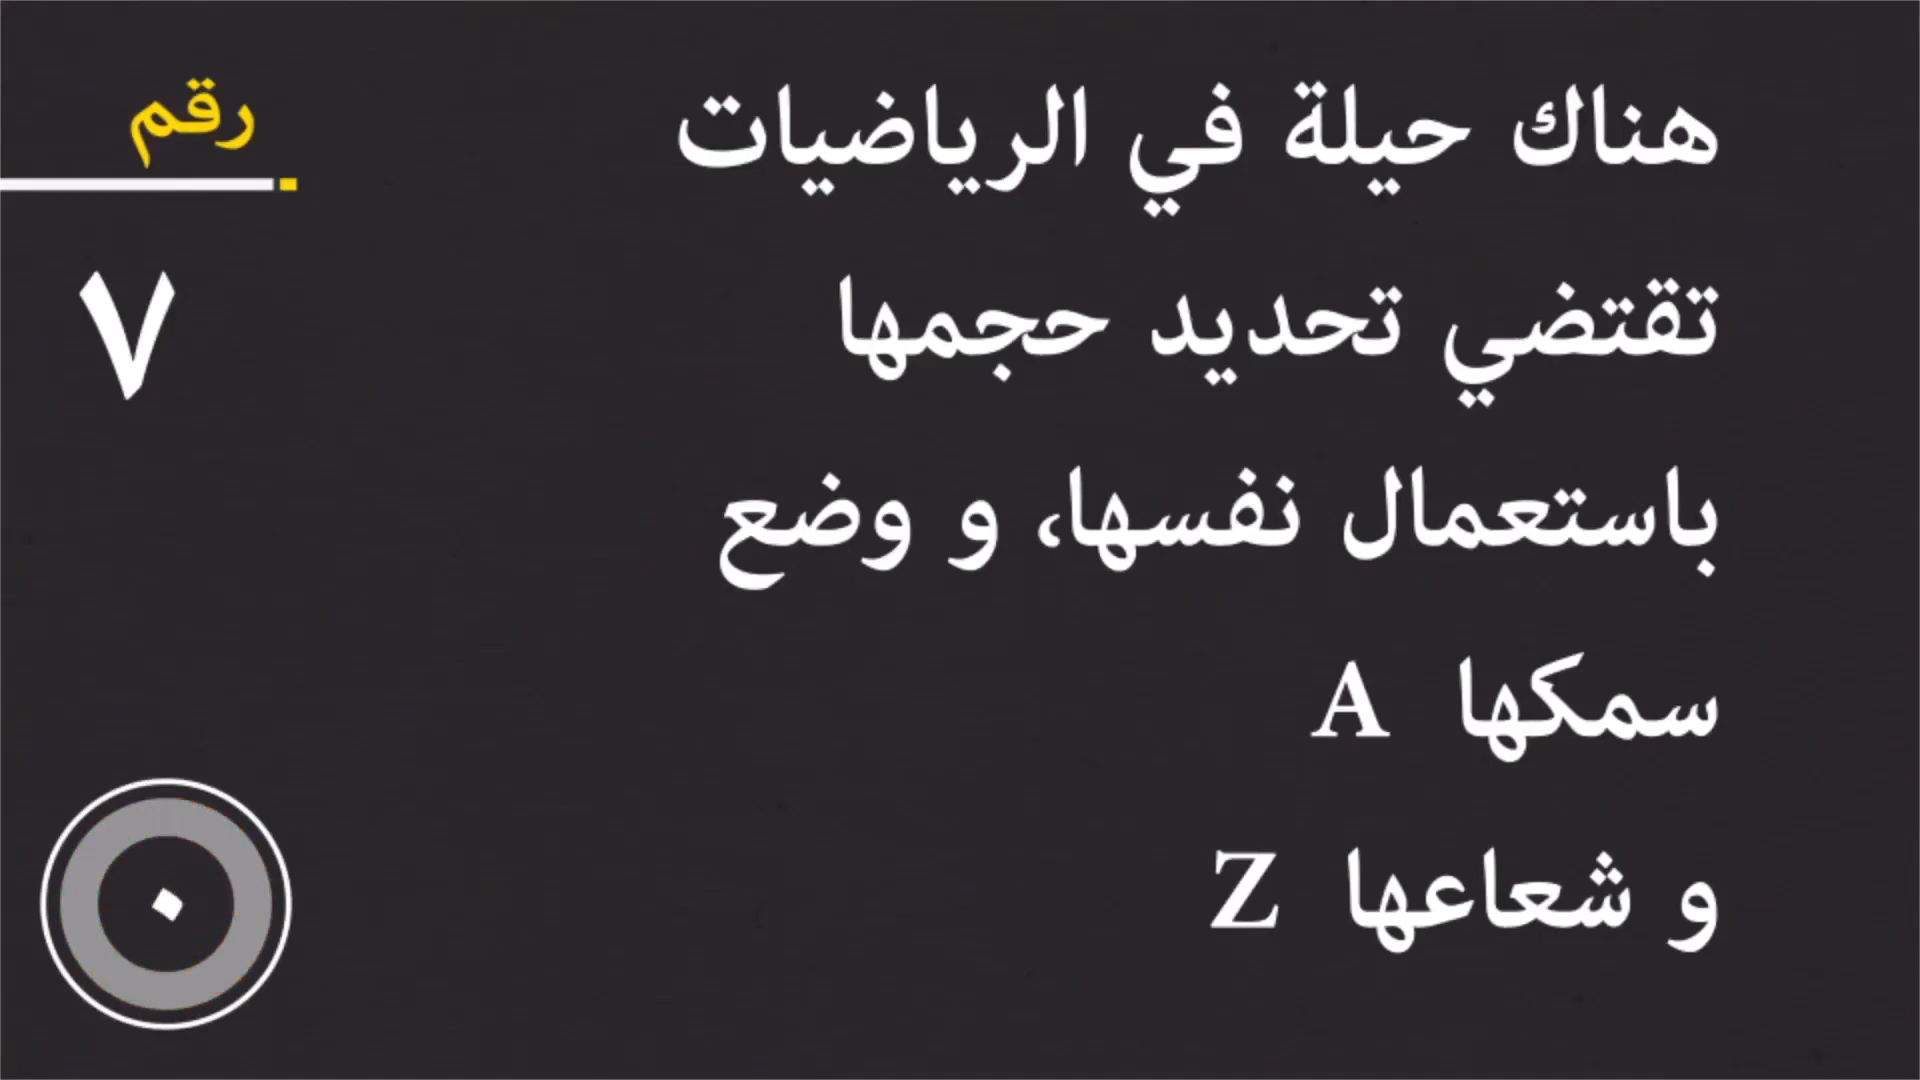 رقم
٧
هناك حيلة في الرياضيات
تقتضي تحديد حجمها
باستعمال نفسها، و وضع
سمكها A
و شعاعها Z
٠